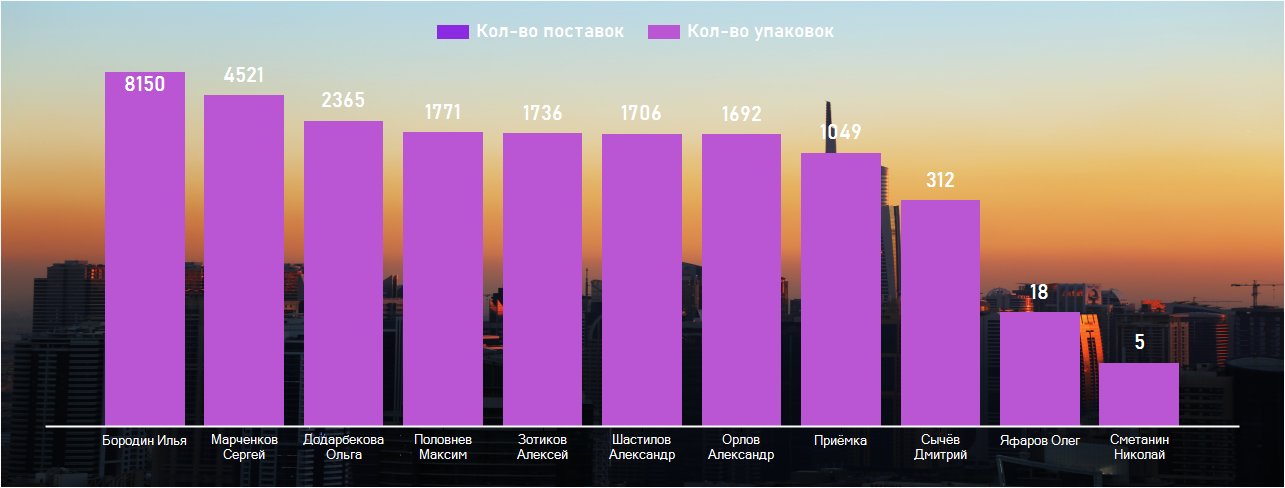 Кол-во поставок Кол-во упаковок
8150 4521 2365 1771 1736 1706 1692 1049 312 18 5
Бородин Илья
Марченков
Сергей
Додарбекова
Ольга
Половнев
Максим
Зотиков
Алексей
Шастилов
Александр
Орлов
Александр
Приёмка
Сычёв
Дмитрий
Яфаров Олег
Сметанин
Николай